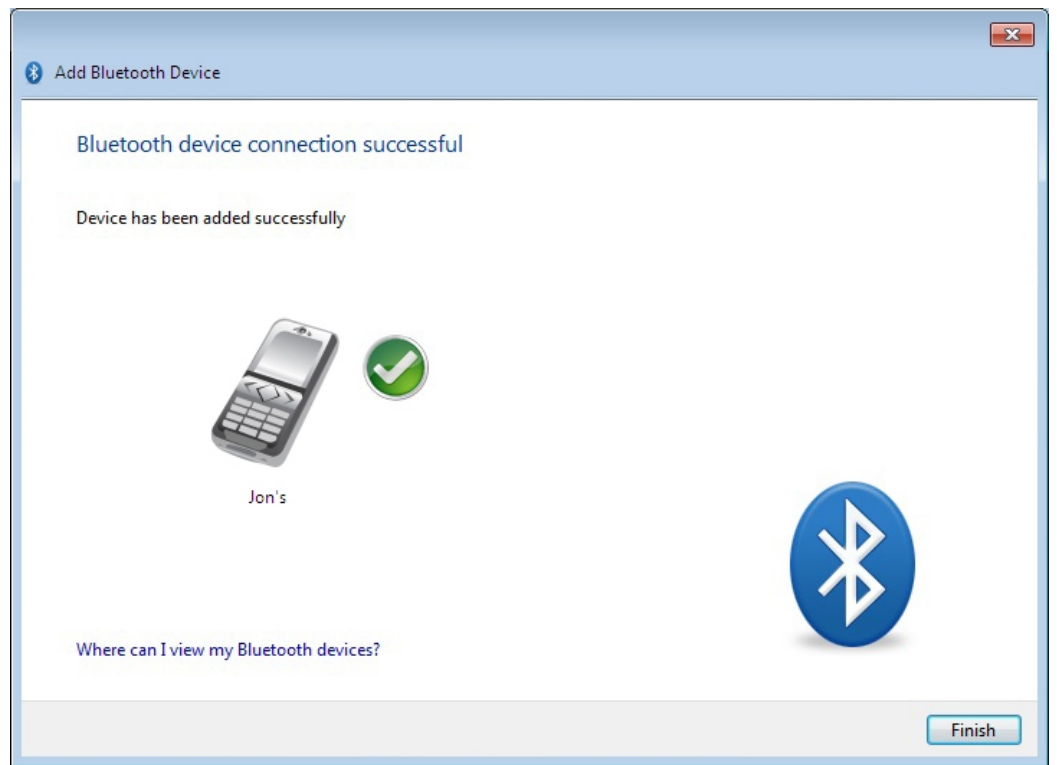 Add Bluetooth Device
Bluetooth device connection successful
Device has been added successfully
Jon's
Where can I view my Bluetooth devices?
Finish